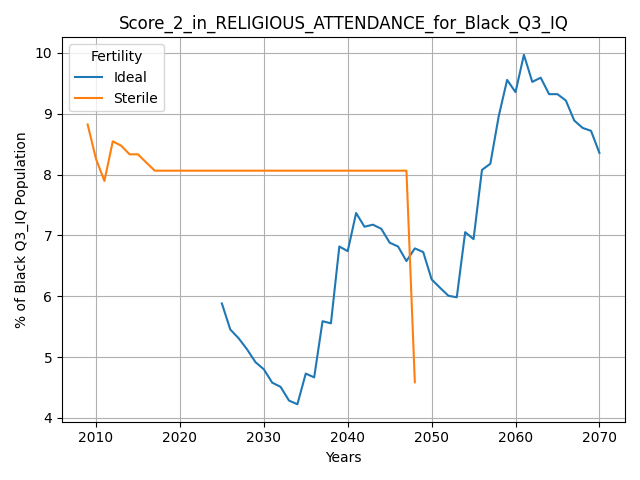 Score_2_in_RELIGIOUS_ATTENDANCE_for_Black_Q3_IQ
Fertility
Ideal
Sterile
% of Black Q3_IQ Population
10
9
8
7
6
5
4
2010 2020 2030 2040 2050 2060 2070
Years